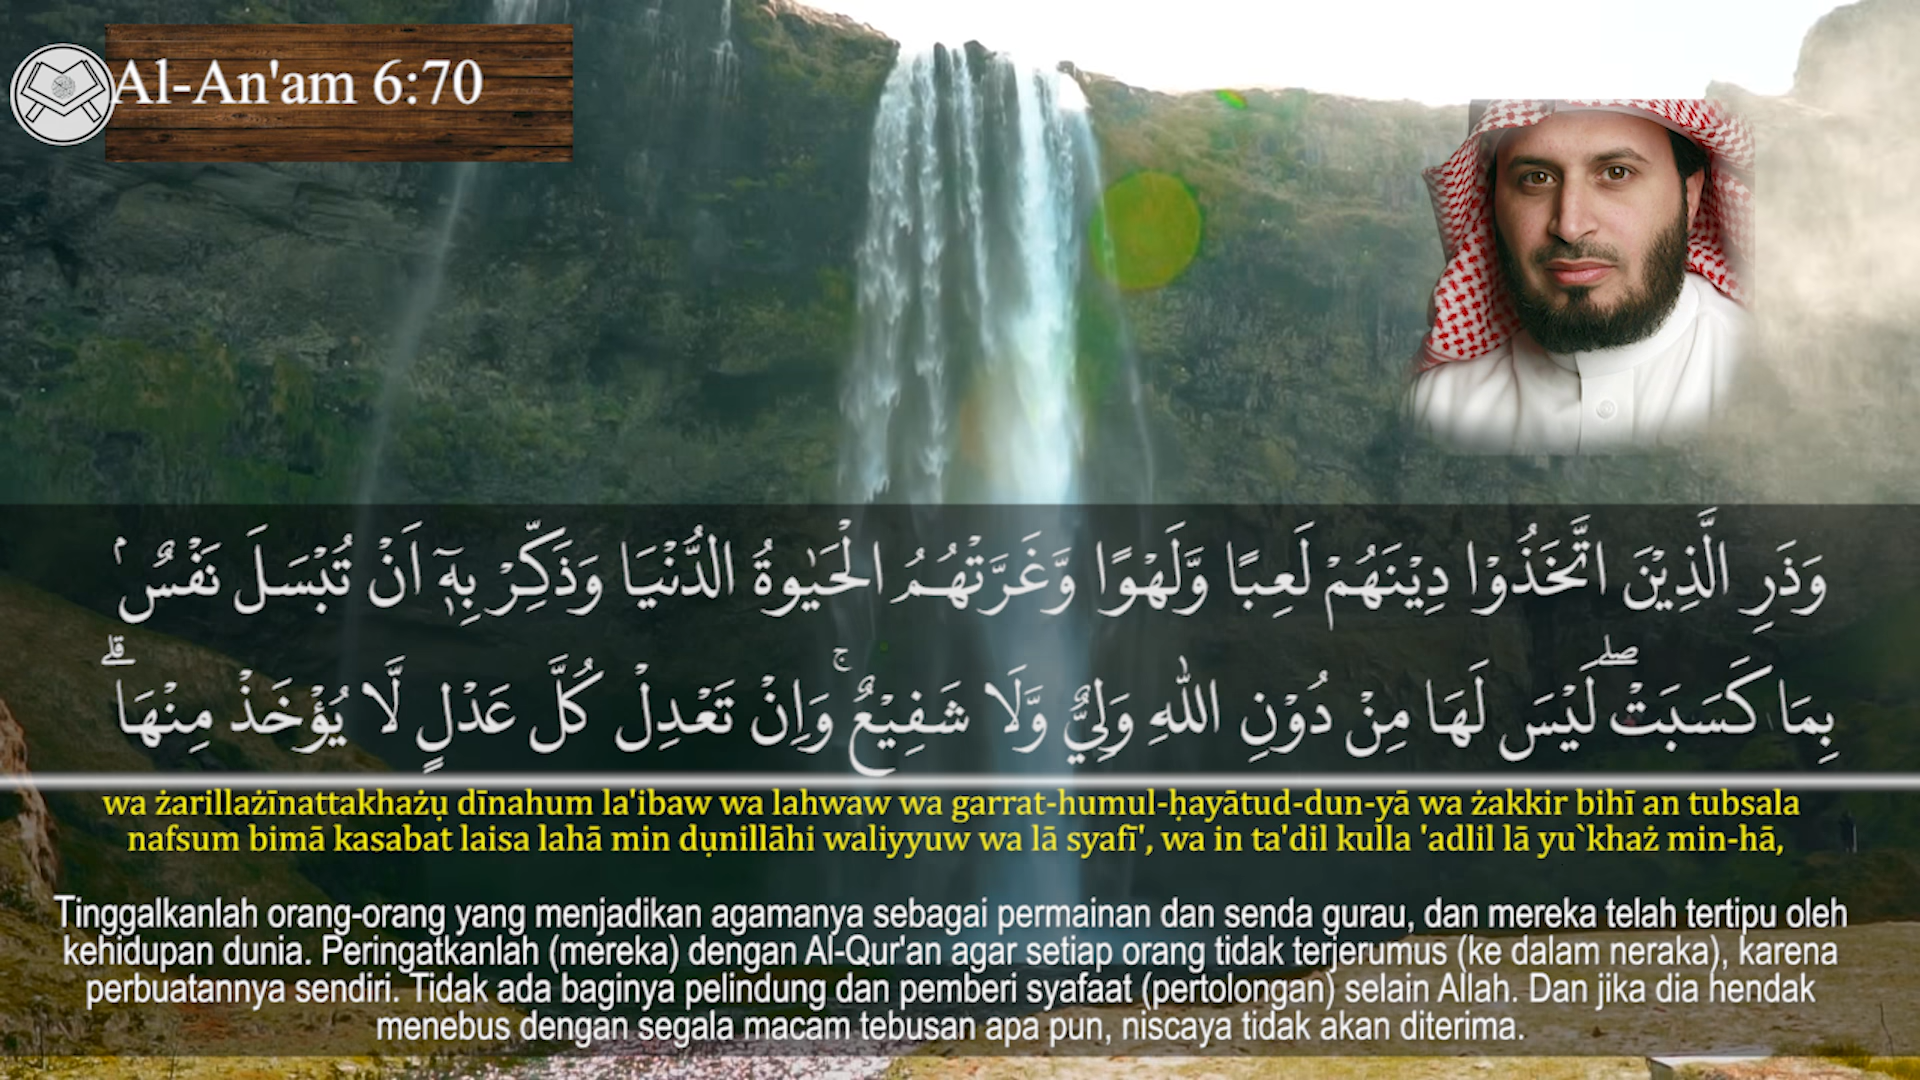 Al-An'am 6:70
وَذَرِ الَّذِيْنَ اتَّخَذُوْا دِيْنَهُمْ لَعِبًا وَّلَهْوًا وَّغَرَّتْهُمُ الْحَيٰوةُ الدُّنْيَا وَذَكِّرْ بِهٖٓ اَنْ تُبْسَلَ نَفْسٌۢ
بِمَا كَسَبَتْۖ لَيْسَ لَهَا مِنْ دُوْنِ اللّٰهِ وَلِيٌّ وَّلَا شَفِيْعٌ ۚوَاِنْ تَعْدِلْ كُلَّ عَدْلٍ لَّا يُؤْخَذْ مِنْهَاۗ
wa żarillażīnattakhażụ dīnahum la'ibaw wa lahwaw wa garrat-humul-ḥayātud-dun-yā wa żakkir bihī an tubsala
nafsum bimā kasabat laisa lahā min dụnillāhi waliyyuw wa lā syafī', wa in ta'dil kulla 'adlil lā yu`khaż min-hā,
Tinggalkanlah orang-orang yang menjadikan agamanya sebagai permainan dan senda gurau, dan mereka telah tertipu oleh
kehidupan dunia. Peringatkanlah (mereka) dengan Al-Qur'an agar setiap orang tidak terjerumus (ke dalam neraka), karena
perbuatannya sendiri. Tidak ada baginya pelindung dan pemberi syafaat (pertolongan) selain Allah. Dan jika dia hendak
menebus dengan segala macam tebusan apa pun, niscaya tidak akan diterima.